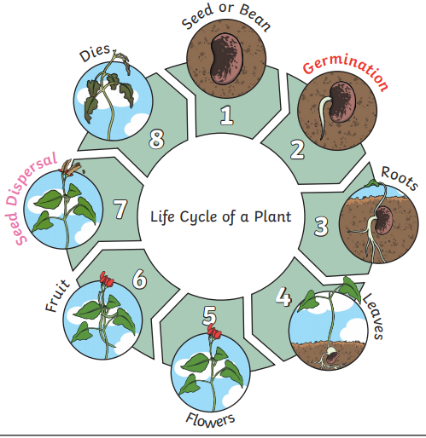 Life Cycle of a Plant
Seed or Bean
1
Germination
2
Roots
3
Leaves
4
Flowers
5
Fruit
6
Seed Dispersal
7
Dies
8